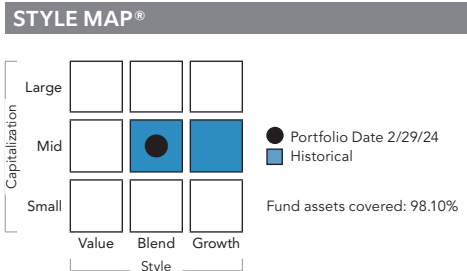 STYLE MAP®
Capitalization
Large
Mid
Small
Value Blend Growth
Style
Portfolio Date 2/29/24
Historical
Fund assets covered: 98.10%